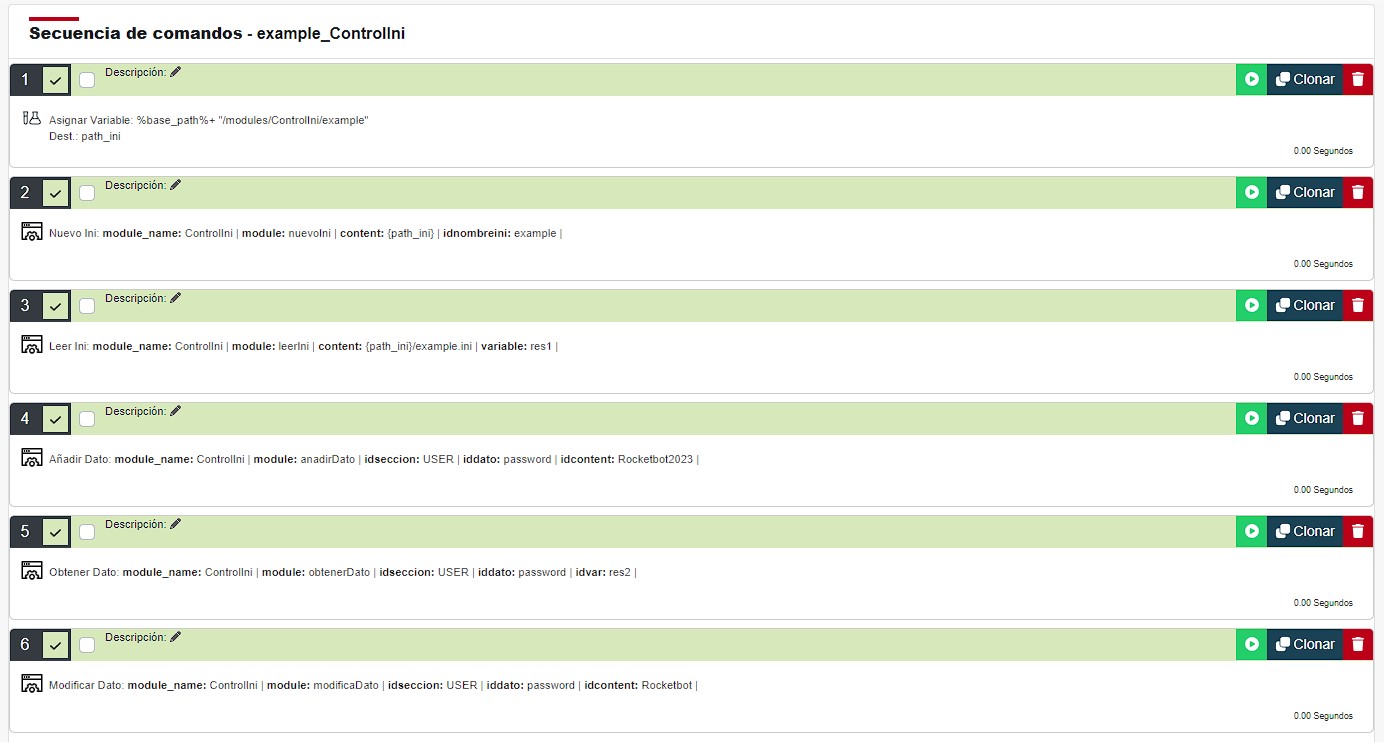 Secuencia de comandos - example_ControlIni
1 Descripción: Clonar
Asignar Variable: %base_path%+ "/modules/ControlIni/example"
Dest.: path_ini
0.00 Segundos
2 Descripción: Clonar
Nuevo Ini: module_name: ControlIni | module: nuevoIni | content: {path_ini} | idnombreini: example |
0.00 Segundos
3 Descripción: Clonar
Leer Ini: module_name: ControlIni | module: leerIni | content: {path_ini}/example.ini | variable: res1 |
0.00 Segundos
4 Descripción: Clonar
Añadir Dato: module_name: ControlIni | module: anadirDato | idseccion: USER | iddato: password | idcontent: Rocketbot2023 |
0.00 Segundos
5 Descripción: Clonar
Obtener Dato: module_name: ControlIni | module: obtenerDato | idseccion: USER | iddato: password | idvar: res2 |
0.00 Segundos
6 Descripción: Clonar
Modificar Dato: module_name: ControlIni | module: modificaDato | idseccion: USER | iddato: password | idcontent: Rocketbot |
0.00 Segundos